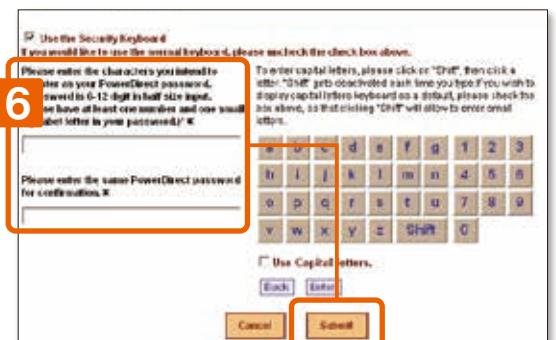 Use the Security Keyboard
If you would like to use the normal keyboard, please uncheck the check box above.
Please enter the characters you intend to
as your PowerDirect password.
is 6-12 digit in half size input.
have at least one number and one small
letter in your password.) *
6
Please enter the same PowerDirect password
for confirmation. *
To enter capital letters, please click on "Shift", then click a
letter. "Shift" gets deactivated each time you type. If you wish to
display capital letters keyboard as a default, please check the
box above, so that clicking "Shift" will allow to enter small
letters.
a b c d e f g 1 2 3
h i j k l m n 4 5 6
o p q r s t u 7 8 9
v w x y z Shift 0
Use Capital letters.
Back Enter
Cancel Submit